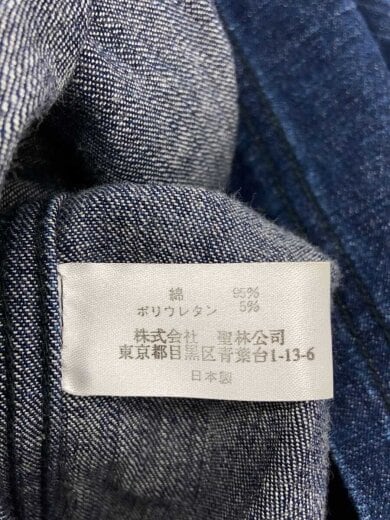 綿 95%
ポリウレタン 5%
株式会社 聖林公司
東京都目黒区青葉台1-13-6
日本製